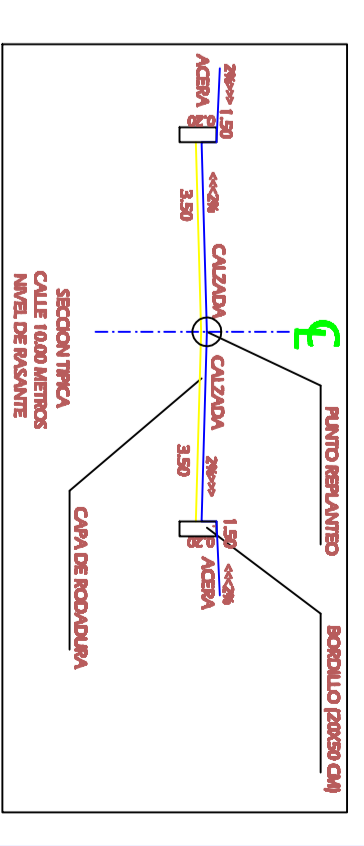 PUNTO REPLANTEO
BORDILLO (20X50 CM)
2%<<> 1.50
ACERA
<<2%
3.50
CALZADA
CALZADA
2%<<>
3.50
1.50 <<2%
ACERA
SECCION TIPICA
CALLE 10.00 METROS
NIVEL DE RASANTE
CAPA DE RODADURA